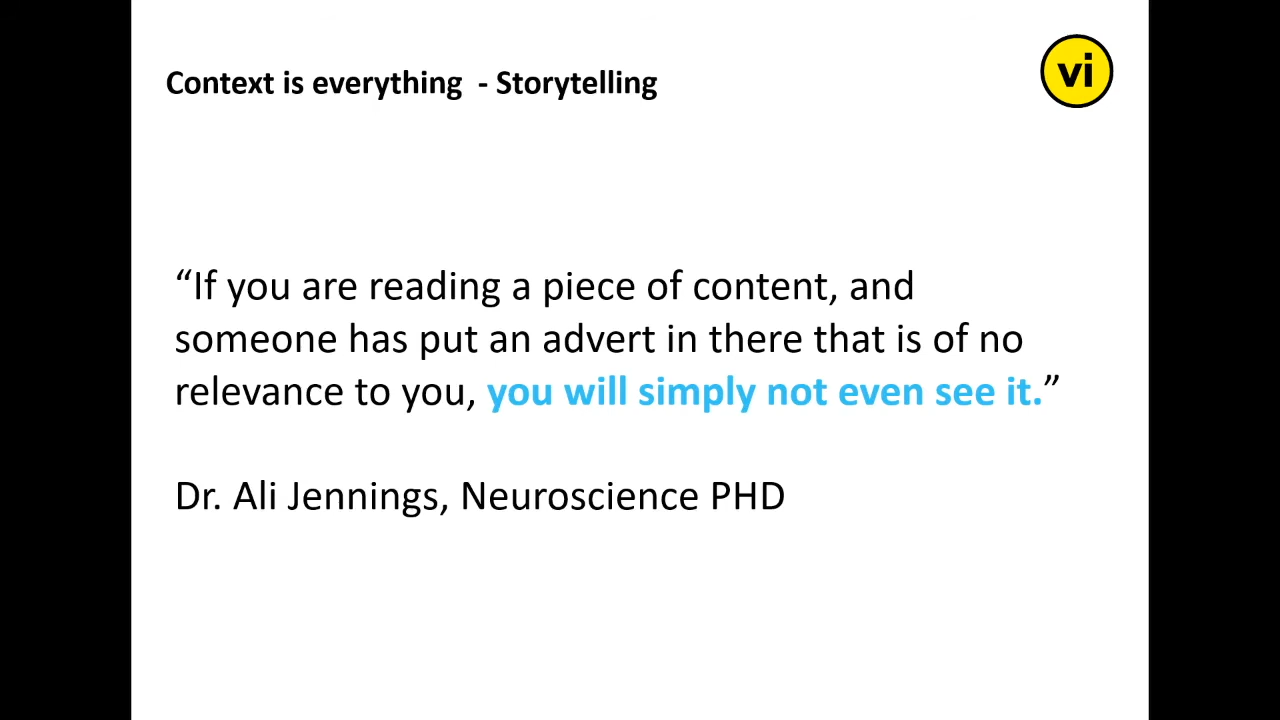 Context is everything - Storytelling
vi
“If you are reading a piece of content, and
someone has put an advert in there that is of no
relevance to you, you will simply not even see it.”
Dr. Ali Jennings, Neuroscience PHD